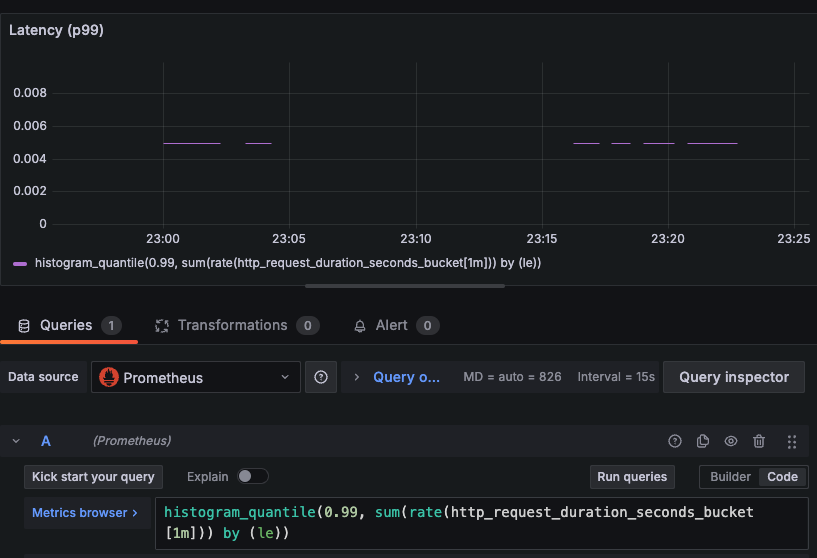 Latency (p99)
0.008
0.006
0.004
0.002
0
23:00 23:05 23:10 23:15 23:20 23:25
histogram_quantile(0.99, sum(rate(http_request_duration_seconds_bucket[1m])) by (le))
Queries 1 Transformations 0 Alert 0
Data source Prometheus Query o... MD = auto = 826 Interval = 15s Query inspector
A (Prometheus)
Kick start your query Explain Run queries Builder Code
Metrics browser > histogram_quantile(0.99, sum(rate(http_request_duration_seconds_bucket
[1m])) by (le))